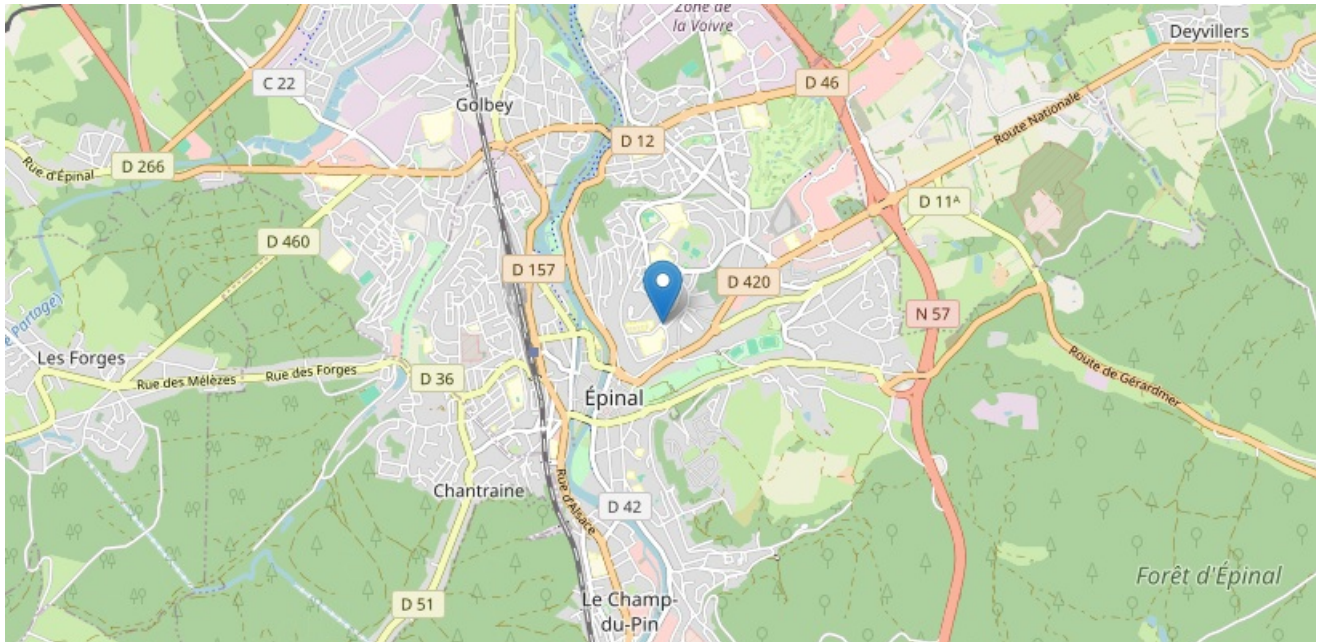 Zone de
la Voivre
Deyvillers
C 22
D 46
Golbey
Route Nationale
D 12
Rue d'Épinal
D 266
D 11ᴬ
D 460
D 157
D 420
Partage)
N 57
Les Forges
Rue des Mélèzes
Rue des Forges
D 36
Route de Gérardmer
Épinal
Chantraine
Rue d'Alsace
D 42
Forêt d'Épinal
D 51
Le Champ-
du-Pin